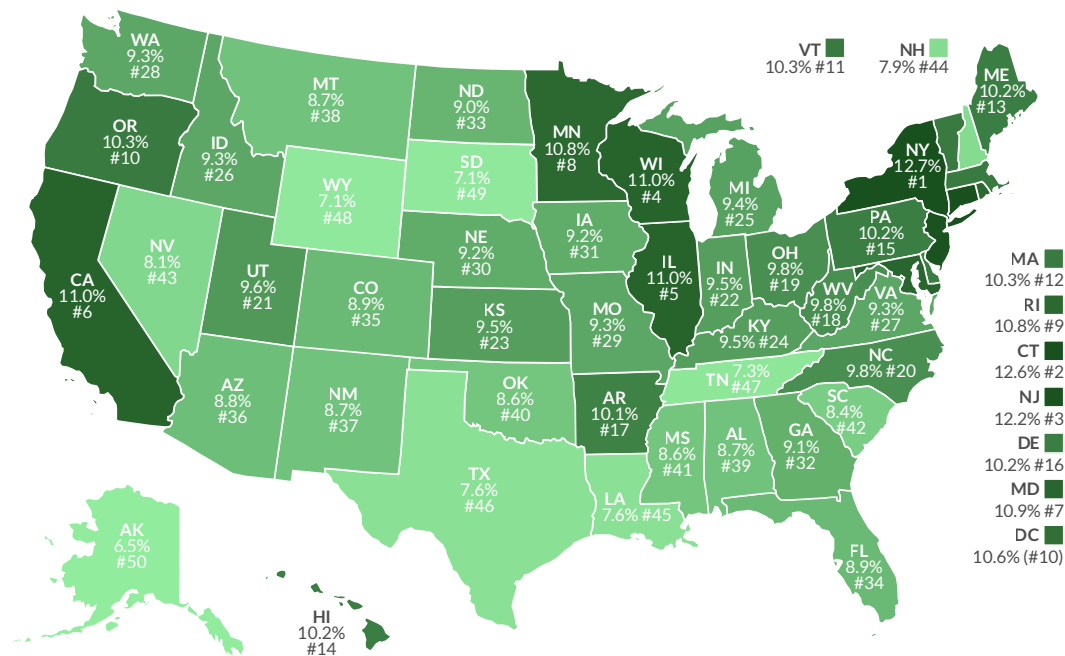 WA
9.3%
#28
MT
8.7%
#38
ND
9.0%
#33
MN
10.8%
#8
VT
10.3% #11
NH
7.9% #44
ME
10.2%
#13
OR
10.3%
#10
ID
9.3%
#26
WY
7.1%
#48
SD
7.1%
#49
WI
11.0%
#4
MI
9.4%
#25
NY
12.7%
#1
NV
8.1%
#43
UT
9.6%
#21
CO
8.9%
#35
NE
9.2%
#30
IA
9.2%
#31
IL
11.0%
#5
IN
9.5%
#22
OH
9.8%
#19
PA
10.2%
#15
CA
11.0%
#6
KS
9.5%
#23
MO
9.3%
#29
KY
9.5% #24
WV
9.8%
#18
VA
9.3%
#27
MA
10.3% #12
RI
10.8% #9
CT
12.6% #2
NJ
12.2% #3
DE
10.2% #16
MD
10.9% #7
DC
10.6% (#10)
AZ
8.8%
#36
NM
8.7%
#37
OK
8.6%
#40
AR
10.1%
#17
TN 7.3%
#47
NC
9.8% #20
SC
8.4%
#42
MS
8.6%
#41
AL
8.7%
#39
GA
9.1%
#32
TX
7.6%
#46
LA
7.6% #45
FL
8.9%
#34
AK
6.5%
#50
HI
10.2%
#14